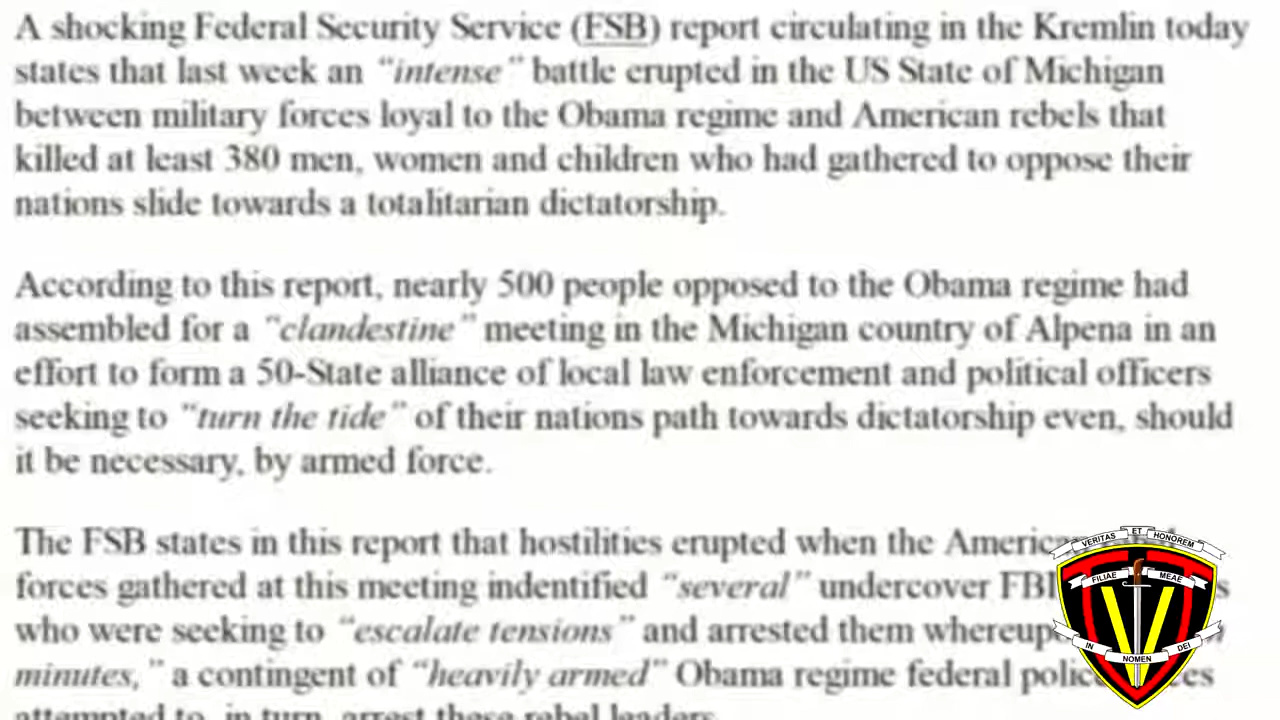 A shocking Federal Security Service (FSB) report circulating in the Kremlin today
states that last week an “intense” battle erupted in the US State of Michigan
between military forces loyal to the Obama regime and American rebels that
killed at least 380 men, women and children who had gathered to oppose their
nations slide towards a totalitarian dictatorship.
According to this report, nearly 500 people opposed to the Obama regime had
assembled for a “clandestine” meeting in the Michigan country of Alpena in an
effort to form a 50-State alliance of local law enforcement and political officers
seeking to “turn the tide” of their nations path towards dictatorship even, should
it be necessary, by armed force.
The FSB states in this report that hostilities erupted when the
forces gathered at this meeting indentified “several” undercover FBI
who were seeking to “escalate tensions” and arrested them
minutes,” a contingent of “heavily armed” Obama regime federal
attempted to, in turn, arrest these rebel leaders.
VERITAS ET HONOREM
FILIAE MEAE
V
IN NOMEN DEI